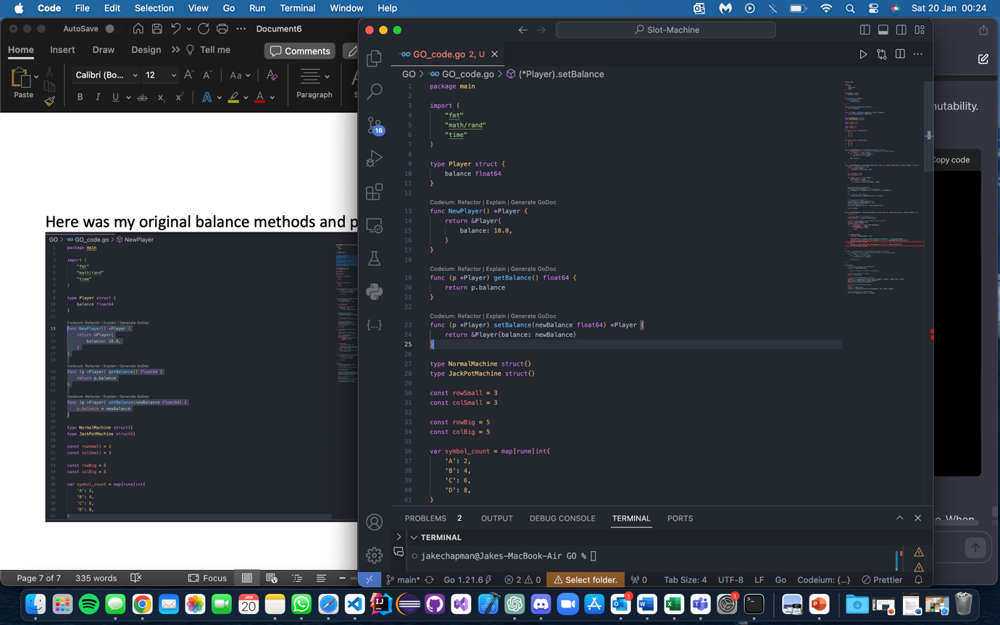 Code File Edit Selection View Go Run Terminal Window Help Sat 20 Jan 00:24
AutoSave Document6
Home Insert Draw Design Tell me Comments
Paste Calibri (Bo... 12 Aa Paragraph
B I U ab x2 x2 A A
Here was my original balance methods and p
GO > GO_code.go > NewPlayer
1 package main
2
3 import (
4 "fmt"
5 "math/rand"
6 "time"
7 )
8
9 type Player struct {
10 balance float64
11 }
12
Codeium: Refactor | Explain | Generate GoDoc
13 func NewPlayer() *Player {
14 return &Player{
15 balance: 10.0,
16 }
17 }
18
Codeium: Refactor | Explain | Generate GoDoc
19 func (p *Player) getBalance() float64 {
20 return p.balance
21 }
22
Codeium: Refactor | Explain | Generate GoDoc
23 func (p *Player) setBalance(newBalance float64) {
24 p.balance = newBalance
25 }
26
27 type NormalMachine struct{}
28 type JackPotMachine struct{}
29
30 const rowSmall = 3
31 const colSmall = 3
32
33 const rowBig = 5
34 const colBig = 5
35
36 var symbol_count = map[rune]int{
37 'A': 2,
38 'B': 4,
39 'C': 6,
40 'D': 8,
41 }
Page 7 of 7 335 words Focus
Slot-Machine
GO GO_code.go 2, U
GO > GO_code.go > (*Player).setBalance
1 package main
2
3 import (
4 "fmt"
5 "math/rand"
6 "time"
7 )
8
9 type Player struct {
10 balance float64
11 }
12
Codeium: Refactor | Explain | Generate GoDoc
13 func NewPlayer() *Player {
14 return &Player{
15 balance: 10.0,
16 }
17 }
18
Codeium: Refactor | Explain | Generate GoDoc
19 func (p *Player) getBalance() float64 {
20 return p.balance
21 }
22
Codeium: Refactor | Explain | Generate GoDoc
23 func (p *Player) setBalance(newBalance float64) *Player {
24 return &Player{balance: newBalance}
25 }
26
27 type NormalMachine struct{}
28 type JackPotMachine struct{}
29
30 const rowSmall = 3
31 const colSmall = 3
32
33 const rowBig = 5
34 const colBig = 5
35
36 var symbol_count = map[rune]int{
37 'A': 2,
38 'B': 4,
39 'C': 6,
40 'D': 8,
41 }
16
PROBLEMS 2 OUTPUT DEBUG CONSOLE TERMINAL PORTS
TERMINAL
jakechapman@Jakes-MacBook-Air GO %
main* Go 1.21.6 2 0 Select folder. 0 Tab Size: 4 UTF-8 LF Go Codeium: {...} Prettier
nutability.
Copy code
When
JAN 20
1
1